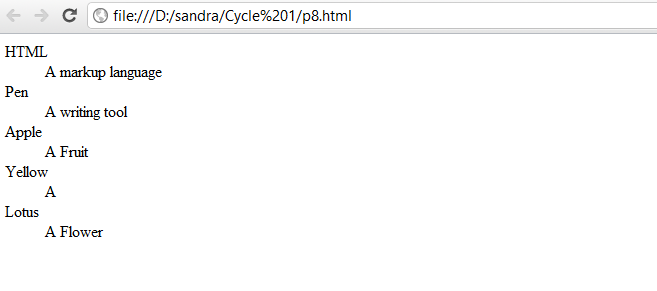 file:///D:/sandra/Cycle%201/p8.html
HTML
A markup language
Pen
A writing tool
Apple
A Fruit
Yellow
A
Lotus
A Flower